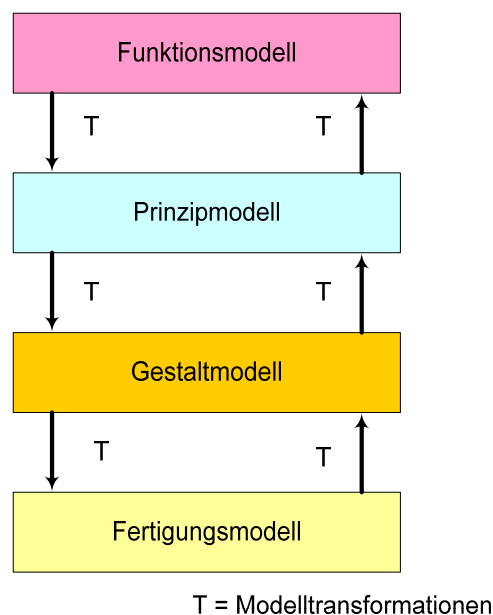 Funktionsmodell
T T
Prinzipmodell
T T
Gestaltmodell
T T
Fertigungsmodell
T = Modelltransformationen